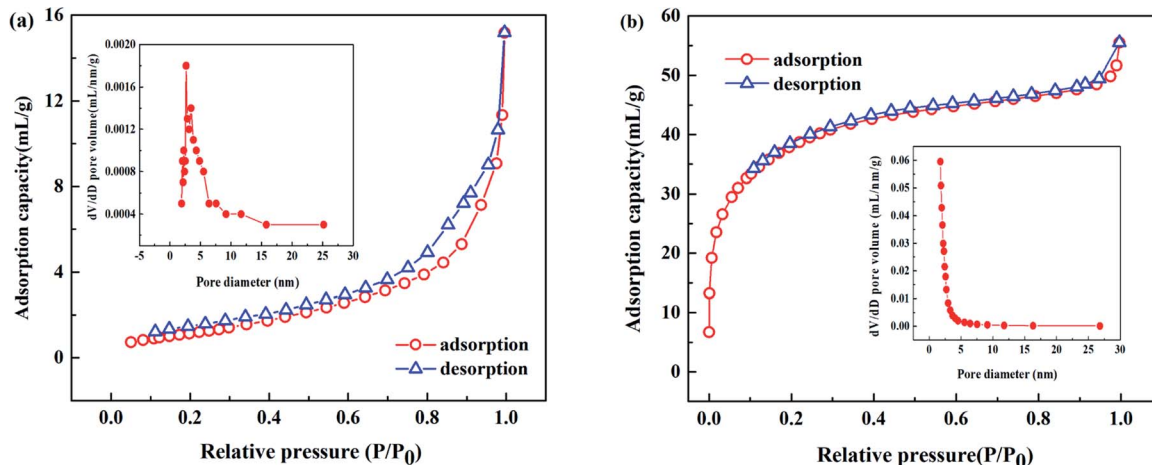 (a)
16
12
8
4
0
Adsorption capacity(mL/g)
0.0 0.2 0.4 0.6 0.8 1.0
Relative pressure (P/P0)
adsorption
desorption
0.0020
0.0016
0.0012
0.0008
0.0004
dV/dD pore volume(mL/nm/g)
-5 0 5 10 15 20 25 30
Pore diameter (nm)
(b)
60
50
40
30
20
10
0
Adsorption capacity(mL/g)
0.0 0.2 0.4 0.6 0.8 1.0
Relative pressure(P/P0)
adsorption
desorption
0.06
0.05
0.04
0.03
0.02
0.01
0.00
dV/dD pore volume (mL/nm/g)
0 5 10 15 20 25 30
Pore diameter (nm)